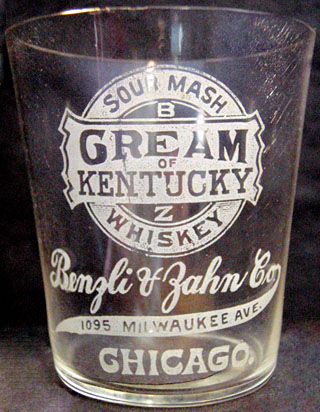 SOUR MASH
B
CREAM
OF
KENTUCKY
Z
WHISKEY
Benzli & Zahn Co
1095 MILWAUKEE AVE.
CHICAGO.